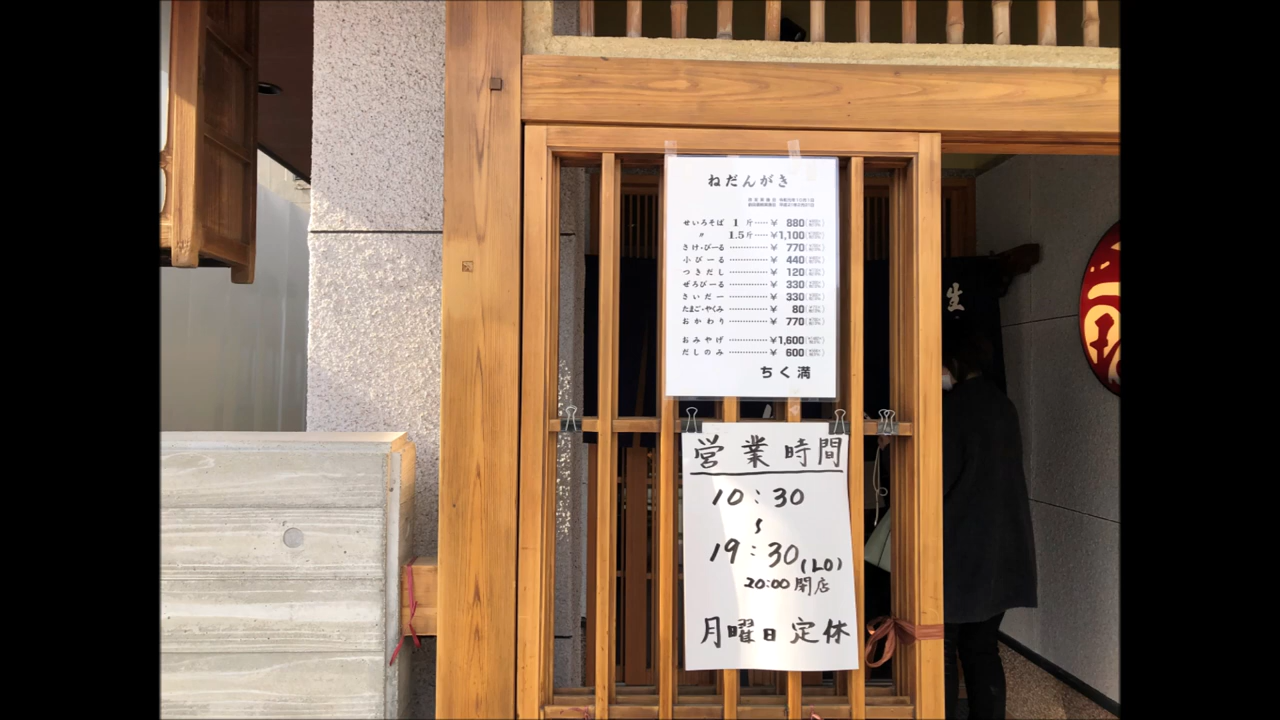 ねだんがき
せいろそば 1斤 ……¥ 880
〃 1.5斤 ……¥1,100
さけ・びーる ……………¥ 770
小びーる ……………¥ 440
つきだし ……………¥ 120
ぜろびーる ……………¥ 330
さいだー ……………¥ 330
たまご・やくみ ……………¥ 80
おかわり ……………¥ 770
おみやげ ……………¥1,600
だしのみ ……………¥ 600
ちく満
営業時間
10:30
〜
19:30(LO)
20:00 閉店
月曜日定休
生